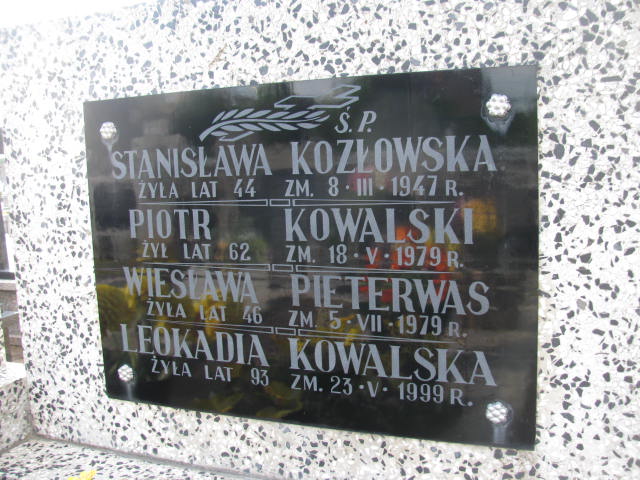 Ś.P.
STANISŁAWA KOZŁOWSKA
ŻYŁA LAT 44 ZM. 8·III·1947 R.
PIOTR KOWALSKI
ŻYŁ LAT 62 ZM. 18·V·1979 R.
WIESŁAWA PIETERWAS
ŻYŁA LAT 46 ZM. 5·VII·1979 R.
LEOKADIA KOWALSKA
ŻYŁA LAT 93 ZM. 23·V·1999 R.